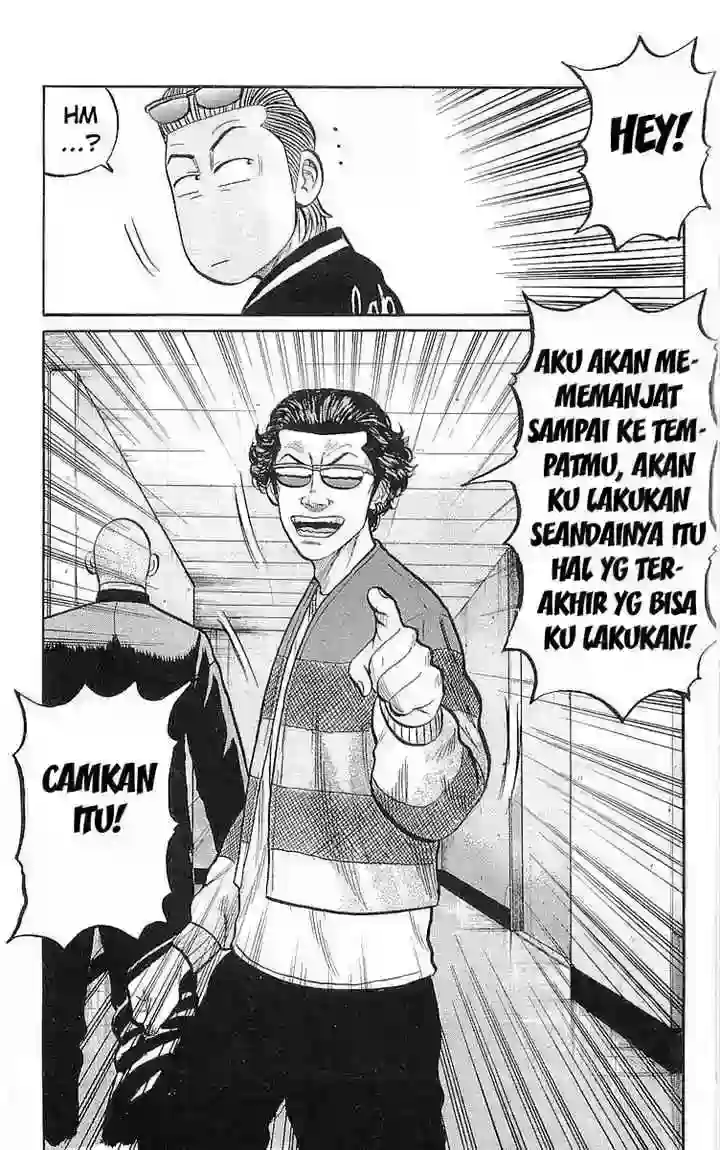 HEY!
HM
...?
AKU AKAN ME-
MEMANJAT
SAMPAI KE TEM-
PATMU, AKAN
KU LAKUKAN
SEANDAINYA ITU
HAL YG TER-
AKHIR YG BISA
KU LAKUKAN!
CAMKAN
ITU!